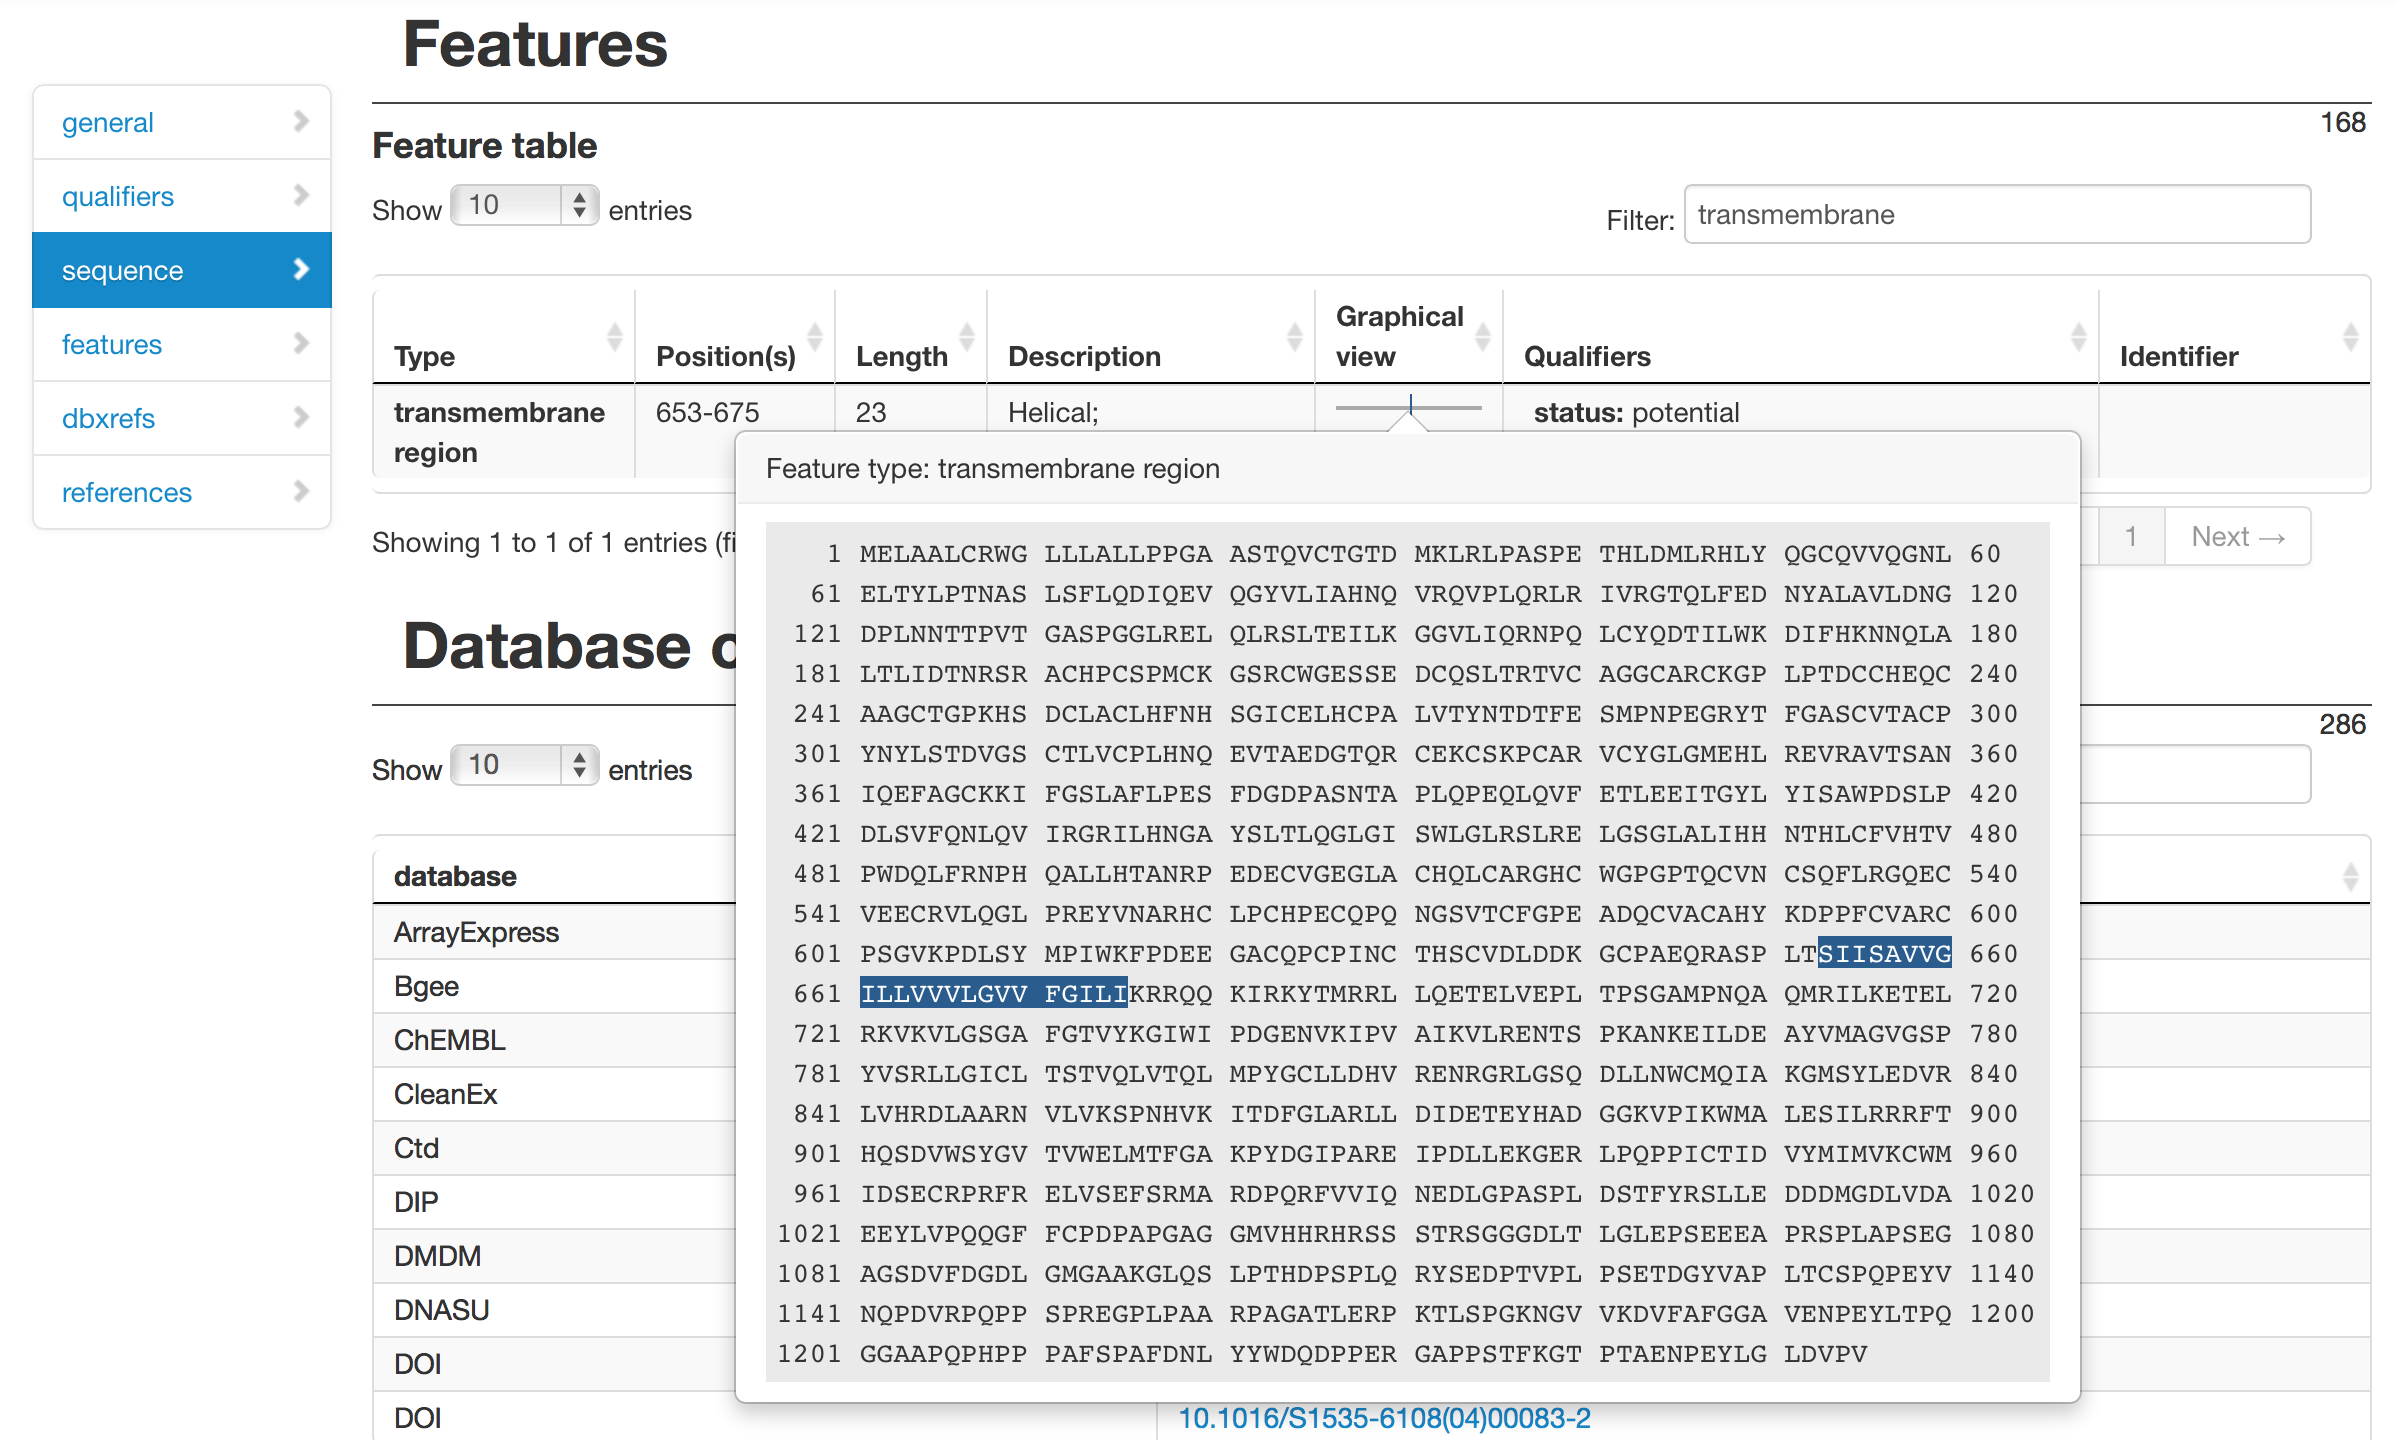 Features
general
qualifiers
sequence
features
dbxrefs
references
168
Feature table
Show 10 entries
Filter: transmembrane
Type Position(s) Length Description Graphical view Qualifiers Identifier
transmembrane region 653-675 23 Helical; status: potential
Feature type: transmembrane region
Showing 1 to 1 of 1 entries (fi
1 Next →
1 MELAALCRWG LLLALLPPGA ASTQVCTGTD MKLRLPASPE THLDMLRHLY QGCQVVQGNL 60
61 ELTYLPTNAS LSFLQDIQEV QGYVLIAHNQ VRQVPLQRLR IVRGTQLFED NYALAVLDNG 120
121 DPLNNTTPVT GASPGGLREL QLRSLTEILK GGVLIQRNPQ LCYQDTILWK DIFHKNNQLA 180
181 LTLIDTNRSR ACHPCSPMCK GSRCWGESSE DCQSLTRTVC AGGCARCKGP LPTDCCHEQC 240
241 AAGCTGPKHS DCLACLHFNH SGICELHCPA LVTYNTDTFE SMPNPEGRYT FGASCVTACP 300
301 YNYLSTDVGS CTLVCPLHNQ EVTAEDGTQR CEKCSKPCAR VCYGLGMEHL REVRAVTSAN 360
361 IQEFAGCKKI FGSLAFLPES FDGDPASNTA PLQPEQLQVF ETLEEITGYL YISAWPDSLP 420
421 DLSVFQNLQV IRGRILHNGA YSLTLQGLGI SWLGLRSLRE LGSGLALIHH NTHLCFVHTV 480
481 PWDQLFRNPH QALLHTANRP EDECVGEGLA CHQLCARGHC WGPGPTQCVN CSQFLRGQEC 540
541 VEECRVLQGL PREYVNARHC LPCHPECQPQ NGSVTCFGPE ADQCVACAHY KDPPFCVARC 600
601 PSGVKPDLSY MPIWKFPDEE GACQPCPINC THSCVDLDDK GCPAEQRASP LTSIISAVVG 660
661 ILLVVVLGVV FGILIKRRQQ KIRKYTMRRL LQETELVEPL TPSGAMPNQA QMRILKETEL 720
721 RKVKVLGSGA FGTVYKGIWI PDGENVKIPV AIKVLRENTS PKANKEILDE AYVMAGVGSP 780
781 YVSRLLGICL TSTVQLVTQL MPYGCLLDHV RENRGRLGSQ DLLNWCMQIA KGMSYLEDVR 840
841 LVHRDLAARN VLVKSPNHVK ITDFGLARLL DIDETEYHAD GGKVPIKWMA LESILRRRFT 900
901 HQSDVWSYGV TVWELMTFGA KPYDGIPARE IPDLLEKGER LPQPPICTID VYMIMVKCWM 960
961 IDSECRPRFR ELVSEFSRMA RDPQRFVVIQ NEDLGPASPL DSTFYRSLLE DDDMGDLVDA 1020
1021 EEYLVPQQGF FCPDPAPGAG GMVHHRHRSS STRSGGGDLT LGLEPSEEEA PRSPLAPSEG 1080
1081 AGSDVFDGDL GMGAAKGLQS LPTHDPSPLQ RYSEDPTVPL PSETDGYVAP LTCSPQPEYV 1140
1141 NQPDVRPQPP SPREGPLPAA RPAGATLERP KTLSPGKNGV VKDVFAFGGA VENPEYLTPQ 1200
1201 GGAAPQPHPP PAFSPAFDNL YYWDQDPPER GAPPSTFKGT PTAENPEYLG LDVPV
Database
286
Show 10 entries
database
ArrayExpress
Bgee
ChEMBL
CleanEx
Ctd
DIP
DMDM
DNASU
DOI
DOI 10.1016/S1535-6108(04)00083-2